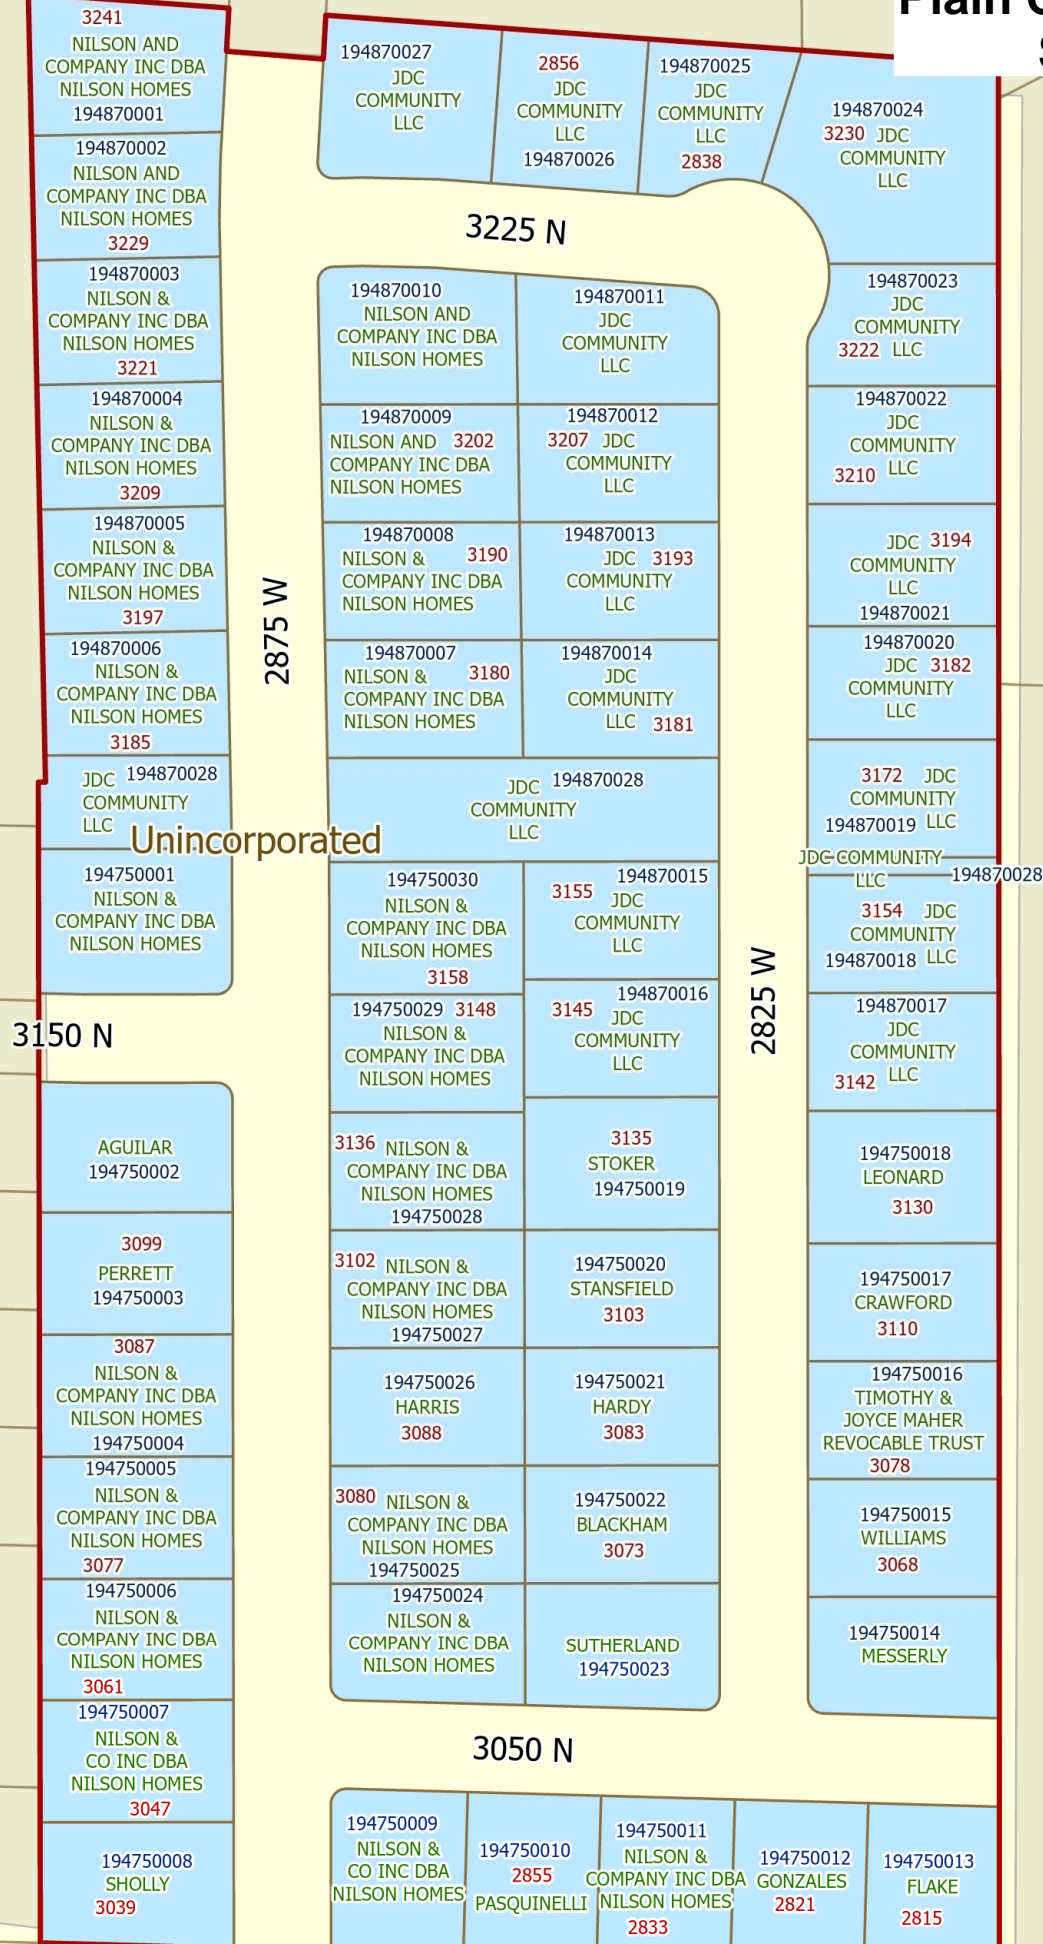 Plain C
S
3241
NILSON AND
COMPANY INC DBA
NILSON HOMES
194870001
194870002
NILSON AND
COMPANY INC DBA
NILSON HOMES
3229
194870003
NILSON &
COMPANY INC DBA
NILSON HOMES
3221
194870004
NILSON &
COMPANY INC DBA
NILSON HOMES
3209
194870005
NILSON &
COMPANY INC DBA
NILSON HOMES
3197
194870006
NILSON &
COMPANY INC DBA
NILSON HOMES
3185
JDC 194870028
COMMUNITY
LLC
Unincorporated
194750001
NILSON &
COMPANY INC DBA
NILSON HOMES
3150 N
AGUILAR
194750002
3099
PERRETT
194750003
3087
NILSON &
COMPANY INC DBA
NILSON HOMES
194750004
194750005
NILSON &
COMPANY INC DBA
NILSON HOMES
3077
194750006
NILSON &
COMPANY INC DBA
NILSON HOMES
3061
194750007
NILSON &
CO INC DBA
NILSON HOMES
3047
194750008
SHOLLY
3039
2875 W
194870027
JDC
COMMUNITY
LLC
2856
JDC
COMMUNITY
LLC
194870026
194870025
JDC
COMMUNITY
LLC
2838
194870024
3230 JDC
COMMUNITY
LLC
3225 N
194870010
NILSON AND
COMPANY INC DBA
NILSON HOMES
194870011
JDC
COMMUNITY
LLC
194870009
NILSON AND 3202
COMPANY INC DBA
NILSON HOMES
194870012
3207 JDC
COMMUNITY
LLC
194870008
NILSON & 3190
COMPANY INC DBA
NILSON HOMES
194870013
JDC 3193
COMMUNITY
LLC
194870007
NILSON & 3180
COMPANY INC DBA
NILSON HOMES
194870014
JDC
COMMUNITY
LLC 3181
JDC 194870028
COMMUNITY
LLC
194750030
NILSON &
COMPANY INC DBA
NILSON HOMES
3158
194870015
3155 JDC
COMMUNITY
LLC
194750029 3148
NILSON &
COMPANY INC DBA
NILSON HOMES
194870016
3145 JDC
COMMUNITY
LLC
3136 NILSON &
COMPANY INC DBA
NILSON HOMES
194750028
3135
STOKER
194750019
3102 NILSON &
COMPANY INC DBA
NILSON HOMES
194750027
194750020
STANSFIELD
3103
194750026
HARRIS
3088
194750021
HARDY
3083
3080 NILSON &
COMPANY INC DBA
NILSON HOMES
194750025
194750022
BLACKHAM
3073
194750024
NILSON &
COMPANY INC DBA
NILSON HOMES
SUTHERLAND
194750023
2825 W
194870023
JDC
COMMUNITY
3222 LLC
194870022
JDC
COMMUNITY
3210 LLC
JDC 3194
COMMUNITY
LLC
194870021
194870020
JDC 3182
COMMUNITY
LLC
3172 JDC
COMMUNITY
194870019 LLC
JDC COMMUNITY
LLC 194870028
3154 JDC
COMMUNITY
194870018 LLC
194870017
JDC
COMMUNITY
3142 LLC
194750018
LEONARD
3130
194750017
CRAWFORD
3110
194750016
TIMOTHY &
JOYCE MAHER
REVOCABLE TRUST
3078
194750015
WILLIAMS
3068
194750014
MESSERLY
3050 N
194750009
NILSON &
CO INC DBA
NILSON HOMES
194750010
2855
PASQUINELLI
194750011
NILSON &
COMPANY INC DBA
NILSON HOMES
2833
194750012
GONZALES
2821
194750013
FLAKE
2815